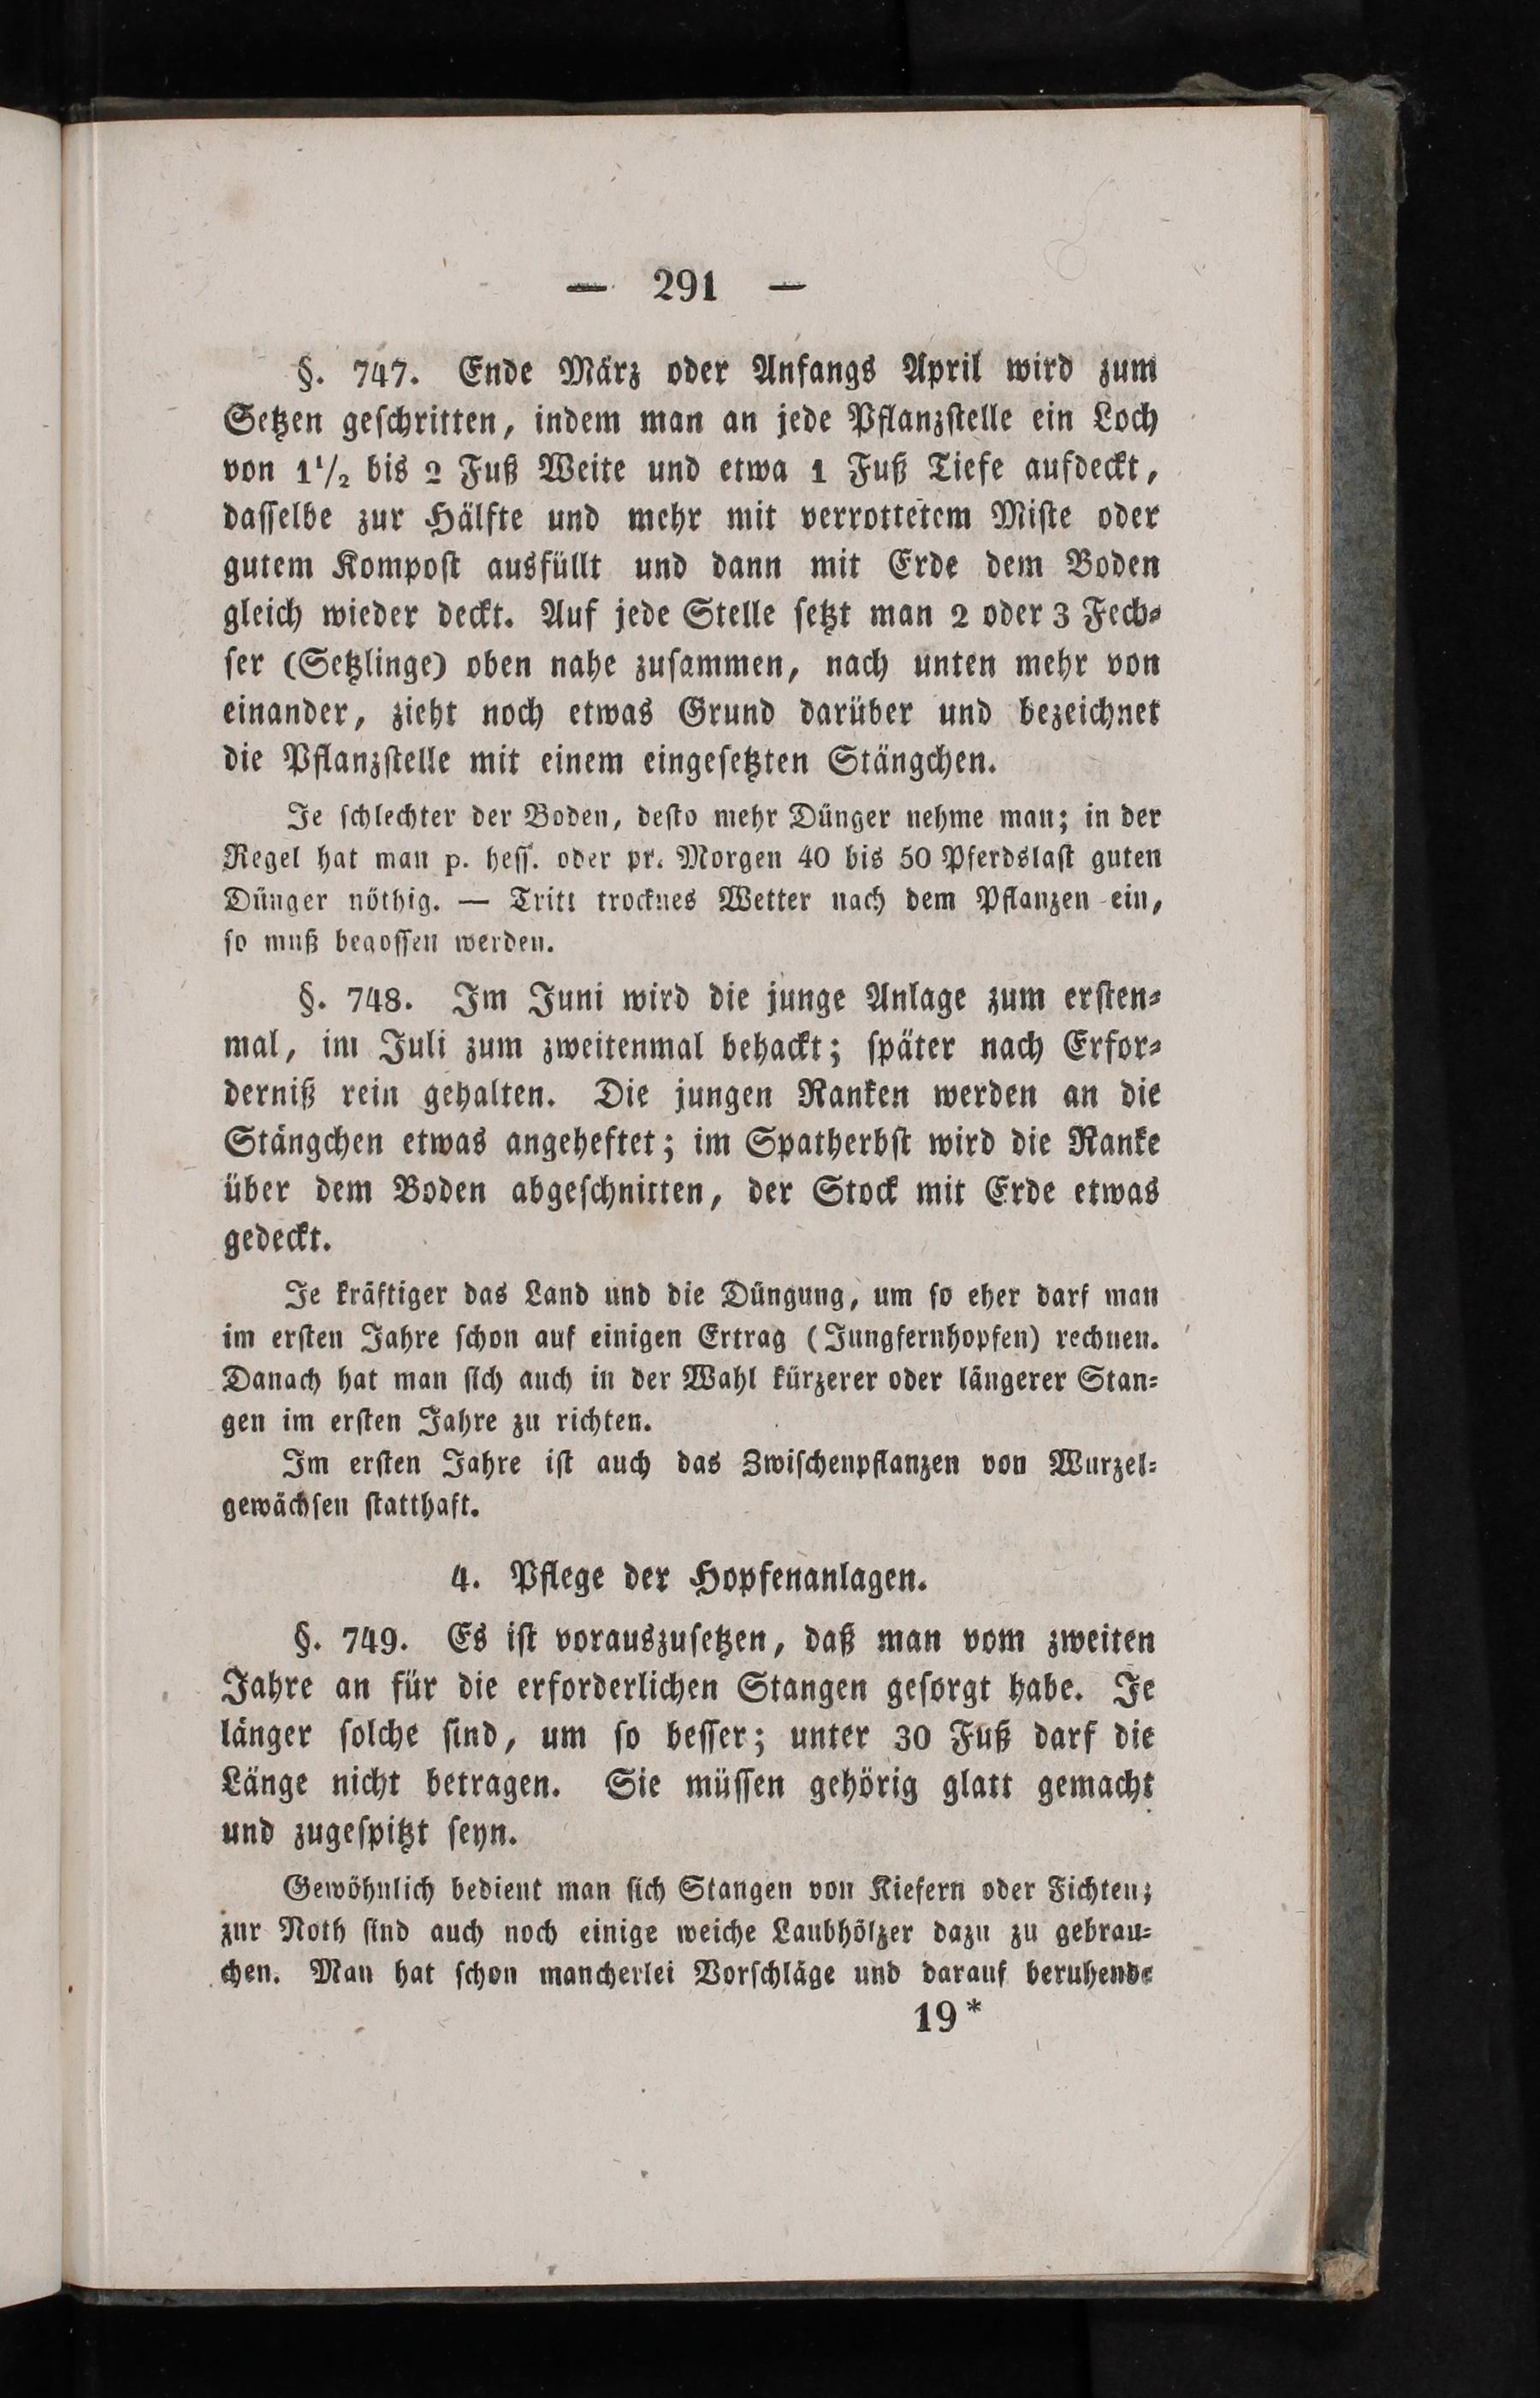 — 291 —
§. 747. Ende März oder Anfangs April wird zum
Setzen geſchritten, indem man an jede Pflanzſtelle ein Loch
von 1½ bis 2 Fuß Weite und etwa 1 Fuß Tiefe aufdeckt,
daſſelbe zur Hälfte und mehr mit verrottetem Miſte oder
gutem Kompoſt ausfüllt und dann mit Erde dem Boden
gleich wieder deckt. Auf jede Stelle ſetzt man 2 oder 3 Fech⸗
ſer (Setzlinge) oben nahe zuſammen, nach unten mehr von
einander, zieht noch etwas Grund darüber und bezeichnet
die Pflanzſtelle mit einem eingeſetzten Stängchen.
Je ſchlechter der Boden, deſto mehr Dünger nehme man; in der
Regel hat man p. heſſ. oder pr. Morgen 40 bis 50 Pferdslaſt guten
Dünger nöthig. — Tritt trocknes Wetter nach dem Pflanzen ein,
ſo muß begoſſen werden.
§. 748. Im Juni wird die junge Anlage zum erſten⸗
mal, im Juli zum zweitenmal behackt; ſpäter nach Erfor⸗
derniß rein gehalten. Die jungen Ranken werden an die
Stängchen etwas angeheftet; im Spatherbſt wird die Ranke
über dem Boden abgeſchnitten, der Stock mit Erde etwas
gedeckt.
Je kräftiger das Land und die Düngung, um ſo eher darf man
im erſten Jahre ſchon auf einigen Ertrag (Jungfernhopfen) rechnen.
Danach hat man ſich auch in der Wahl kürzerer oder längerer Stan⸗
gen im erſten Jahre zu richten.
Im erſten Jahre iſt auch das Zwiſchenpflanzen von Wurzel⸗
gewächſen ſtatthaft.
4. Pflege der Hopfenanlagen.
§. 749. Es iſt vorauszuſetzen, daß man vom zweiten
Jahre an für die erforderlichen Stangen geſorgt habe. Je
länger ſolche ſind, um ſo beſſer; unter 30 Fuß darf die
Länge nicht betragen. Sie müſſen gehörig glatt gemacht
und zugeſpitzt ſeyn.
Gewöhnlich bedient man ſich Stangen von Kiefern oder Fichten;
zur Noth ſind auch noch einige weiche Laubhölzer dazu zu gebrau⸗
chen. Man hat ſchon mancherlei Vorſchläge und darauf beruhende
19*